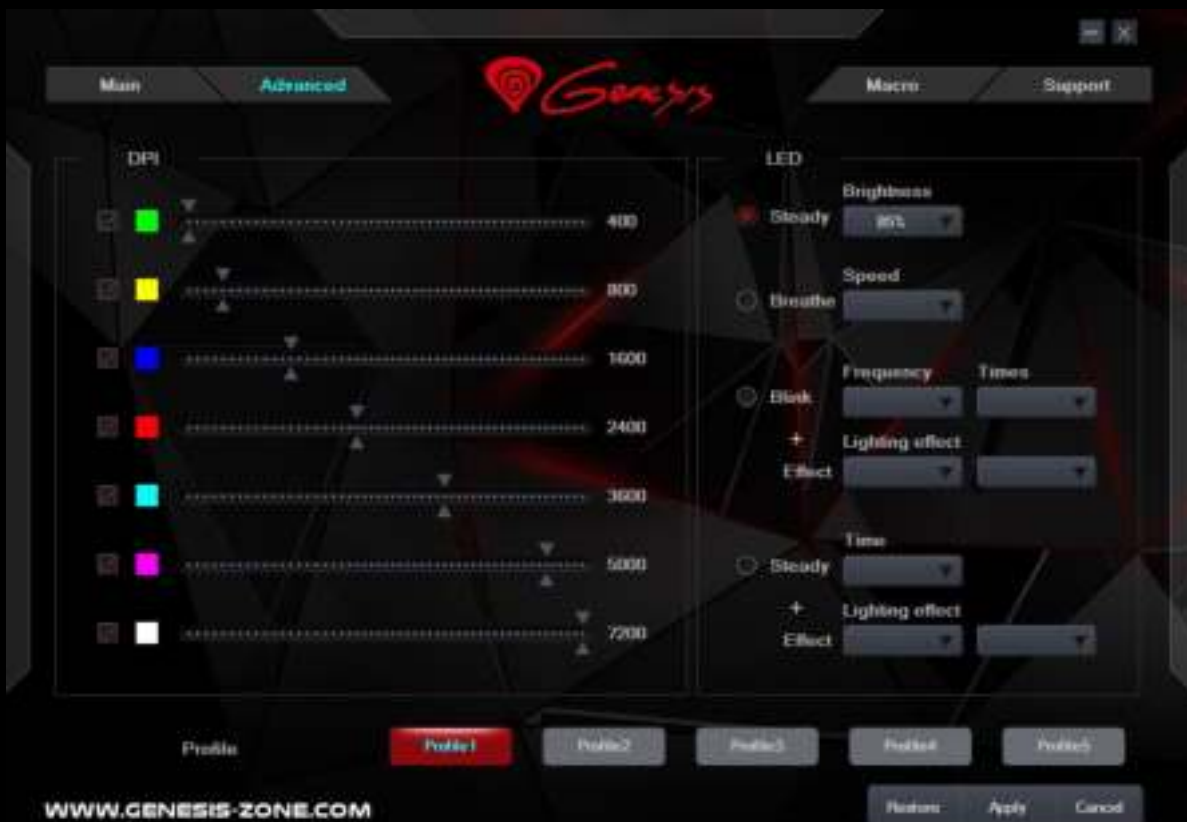 Main
Advanced
Genesis
Macro
Support
DPI
400
800
1600
2400
3600
5000
7200
LED
Brightness
Steady
85%
Speed
Breathe
Frequency Times
Blink
+ Lighting effect
Effect
Time
Steady
+ Lighting effect
Effect
Profile Profile1 Profile2 Profile3 Profile4 Profile5
WWW.GENESIS-ZONE.COM
Restore Apply Cancel